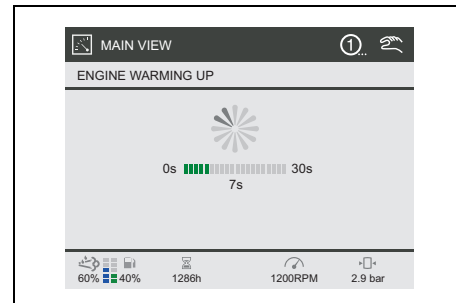 MAIN VIEW 1...
ENGINE WARMING UP
0s 30s
7s
60% 40% 1286h 1200RPM 2.9 bar